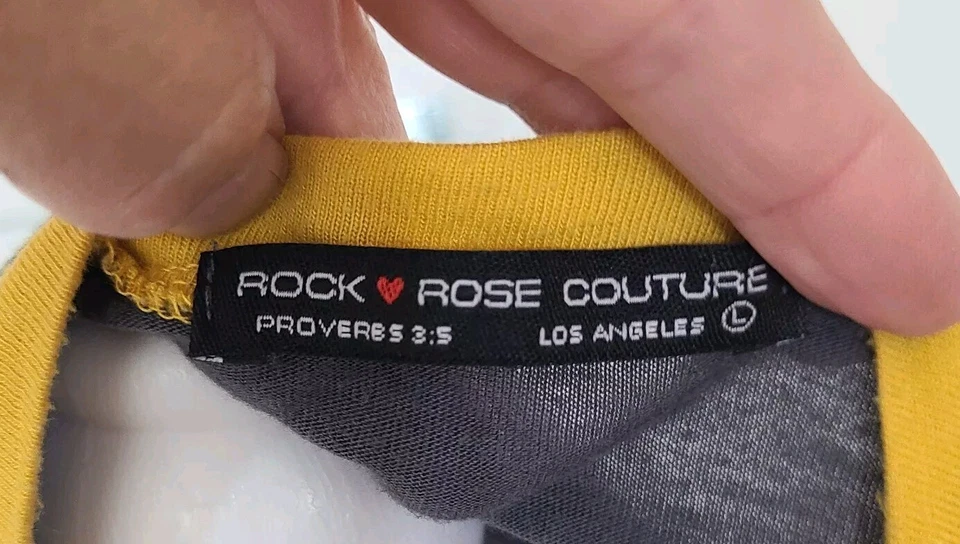 ROCK ♥ ROSE COUTURE
PROVERBS 3:5 LOS ANGELES Ⓛ